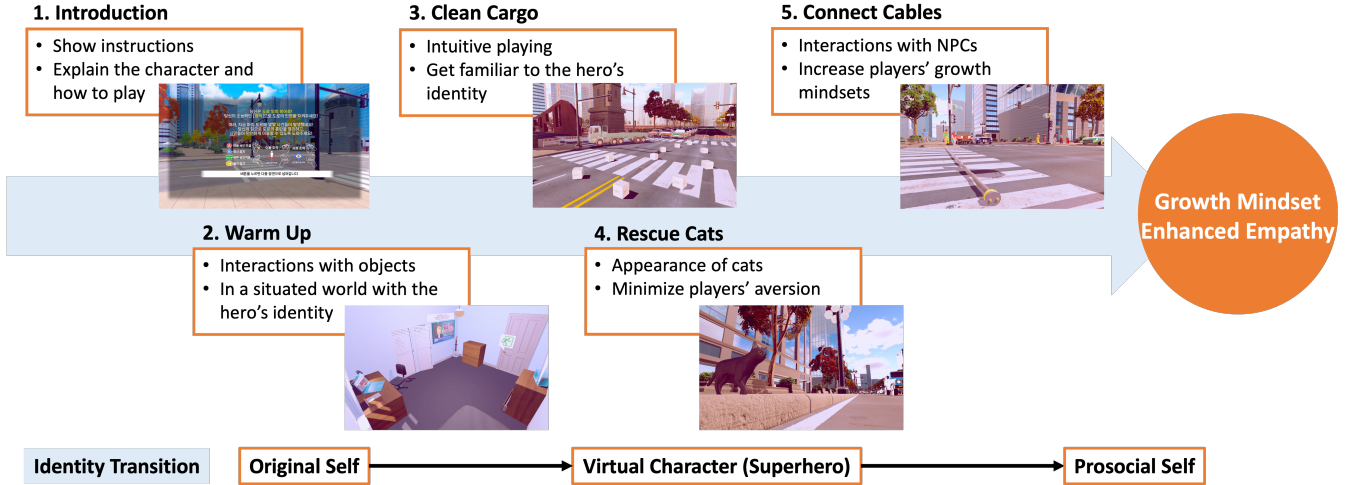 1. Introduction
• Show instructions
• Explain the character and
how to play
3. Clean Cargo
• Intuitive playing
• Get familiar to the hero's
identity
5. Connect Cables
• Interactions with NPCs
• Increase players' growth
mindsets
2. Warm Up
• Interactions with objects
• In a situated world with the
hero's identity
4. Rescue Cats
• Appearance of cats
• Minimize players' aversion
Growth Mindset
Enhanced Empathy
Identity Transition
Original Self
Virtual Character (Superhero)
Prosocial Self